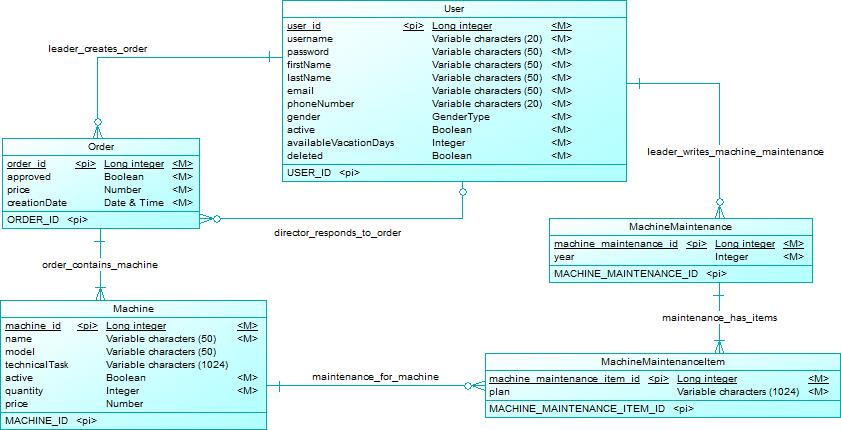 User
user_id <pi> Long integer <M>
username Variable characters (20) <M>
password Variable characters (50) <M>
firstName Variable characters (50) <M>
lastName Variable characters (50) <M>
email Variable characters (50) <M>
phoneNumber Variable characters (20) <M>
gender GenderType <M>
active Boolean <M>
availableVacationDays Integer <M>
deleted Boolean <M>
USER_ID <pi>
leader_creates_order
Order
order_id <pi> Long integer <M>
approved Boolean <M>
price Number <M>
creationDate Date & Time <M>
ORDER_ID <pi>
leader_writes_machine_maintenance
director_responds_to_order
MachineMaintenance
machine_maintenance_id <pi> Long integer <M>
year Integer <M>
MACHINE_MAINTENANCE_ID <pi>
order_contains_machine
Machine
machine_id <pi> Long integer <M>
name Variable characters (50) <M>
model Variable characters (50)
technicalTask Variable characters (1024)
active Boolean <M>
quantity Integer <M>
price Number
MACHINE_ID <pi>
maintenance_has_items
maintenance_for_machine
MachineMaintenanceItem
machine_maintenance_item_id <pi> Long integer <M>
plan Variable characters (1024) <M>
MACHINE_MAINTENANCE_ITEM_ID <pi>